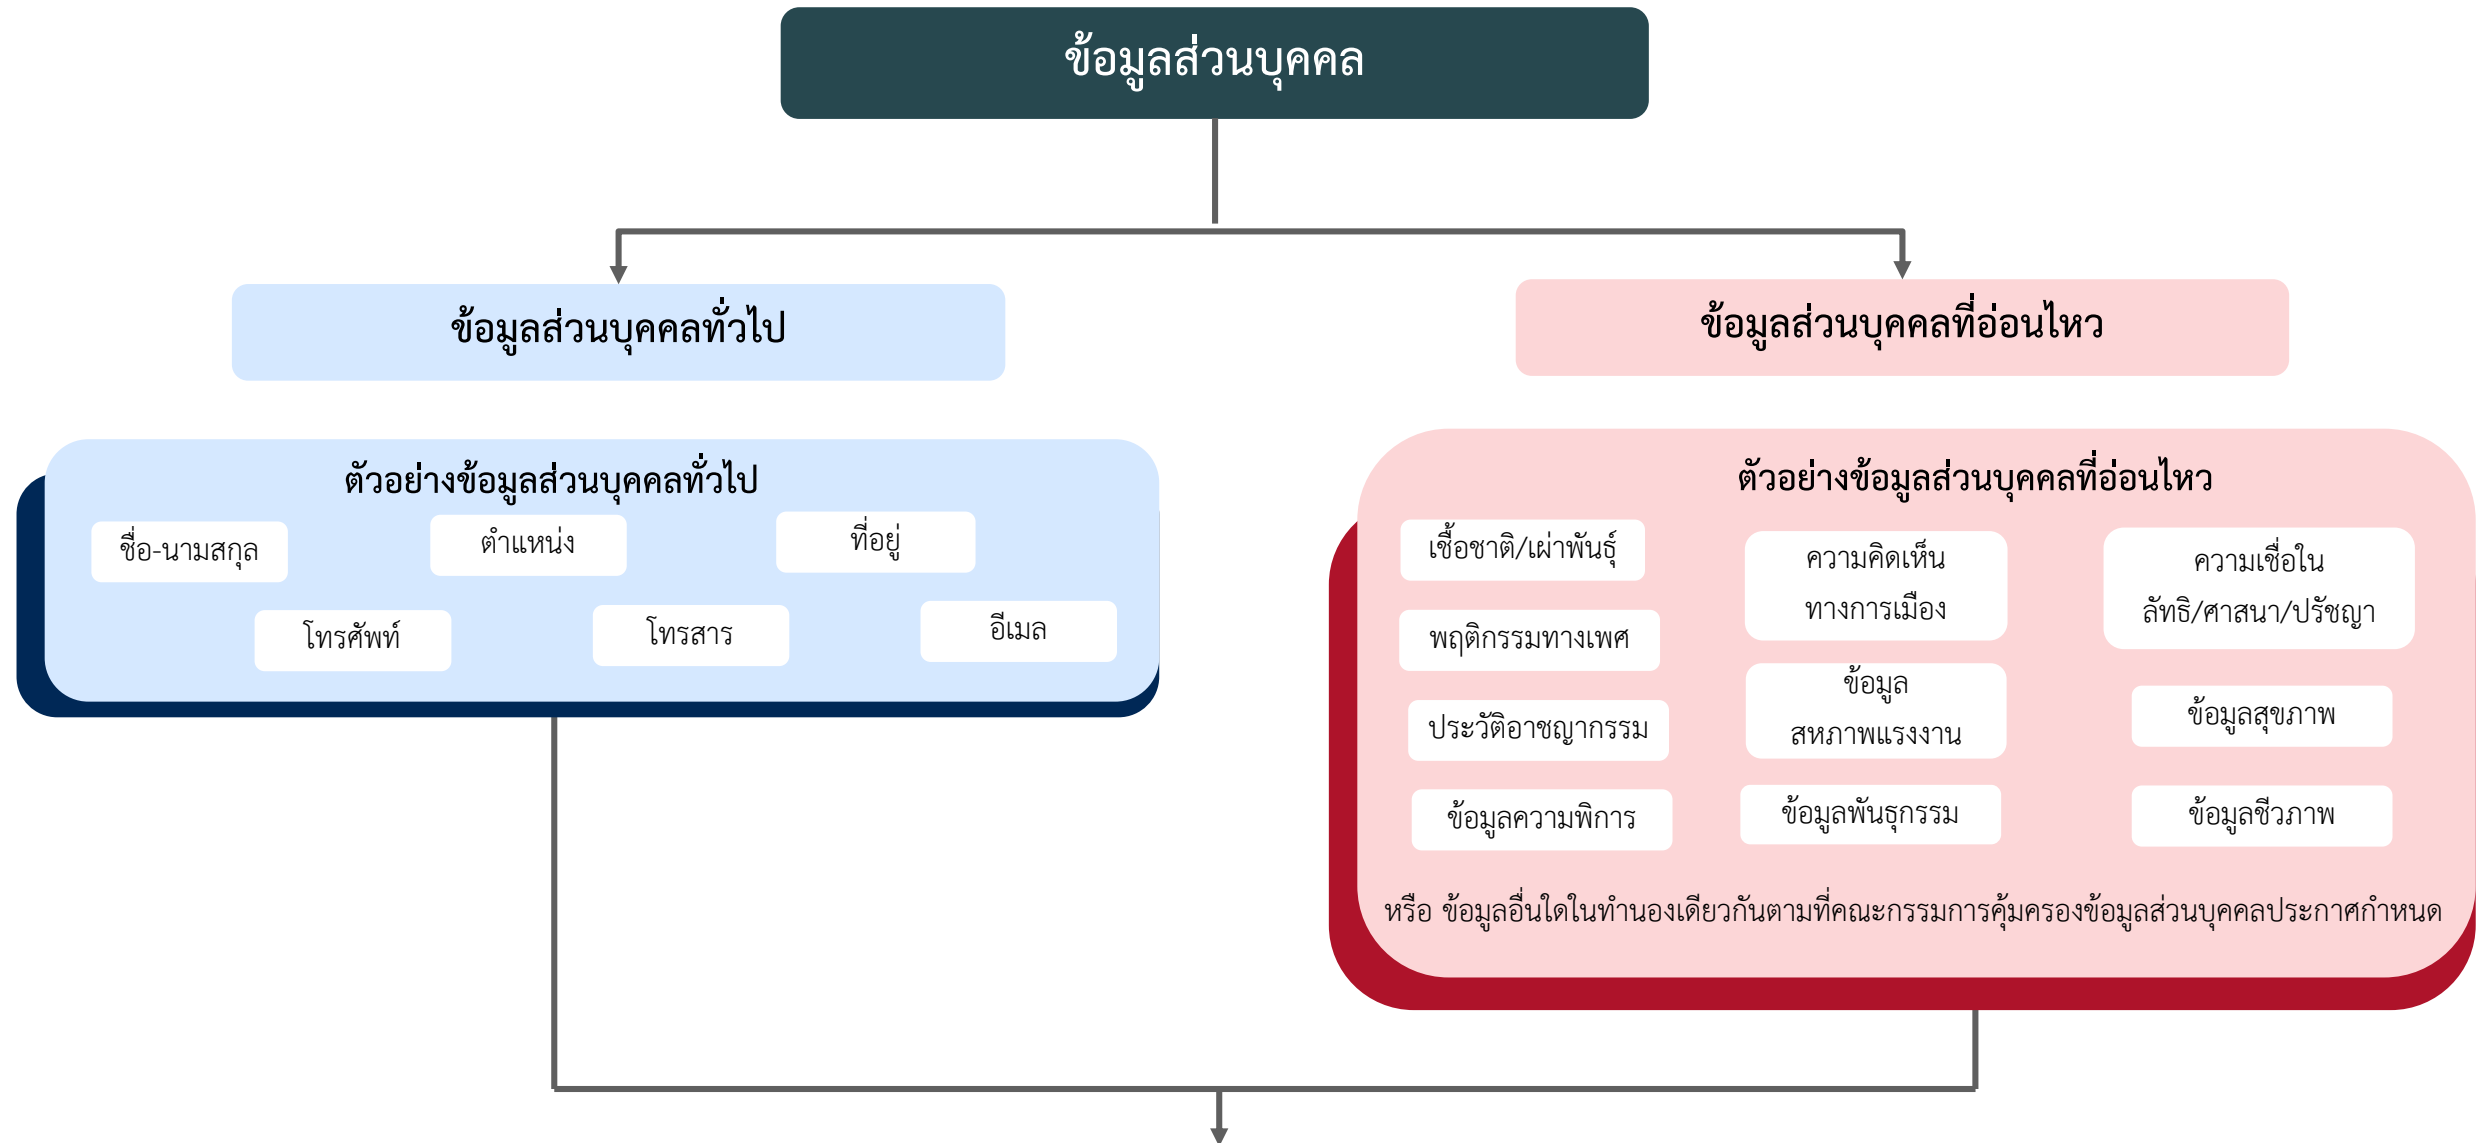 ข้อมูลส่วนบุคคล
ข้อมูลส่วนบุคคลทั่วไป
ข้อมูลส่วนบุคคลที่อ่อนไหว
ตัวอย่างข้อมูลส่วนบุคคลทั่วไป
ชื่อ-นามสกุล
ตำแหน่ง
ที่อยู่
โทรศัพท์
โทรสาร
อีเมล
ตัวอย่างข้อมูลส่วนบุคคลที่อ่อนไหว
เชื้อชาติ/เผ่าพันธุ์
ความคิดเห็น
ทางการเมือง
ความเชื่อใน
ลัทธิ/ศาสนา/ปรัชญา
พฤติกรรมทางเพศ
ข้อมูล
สหภาพแรงงาน
ข้อมูลสุขภาพ
ประวัติอาชญากรรม
ข้อมูลความพิการ
ข้อมูลพันธุกรรม
ข้อมูลชีวภาพ
หรือ ข้อมูลอื่นใดในทำนองเดียวกันตามที่คณะกรรมการคุ้มครองข้อมูลส่วนบุคคลประกาศกำหนด